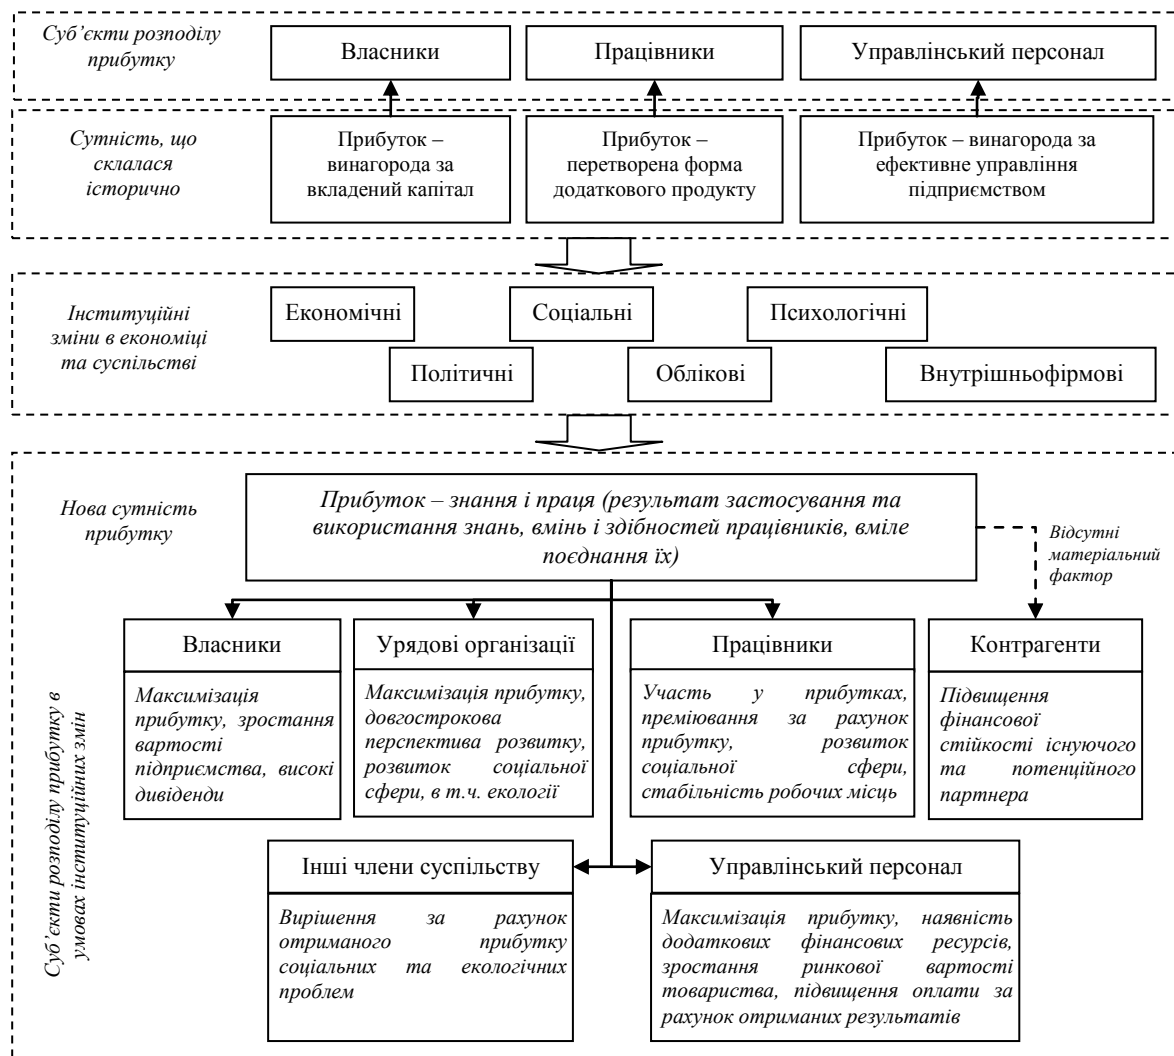 Суб’єкти розподілу
прибутку
Власники
Працівники
Управлінський персонал
Сутність, що
склалася
історично
Прибуток –
винагорода за
вкладений капітал
Прибуток –
перетворена форма
додаткового продукту
Прибуток – винагорода за
ефективне управління
підприємством
Інституційні
зміни в економіці
та суспільстві
Економічні
Соціальні
Психологічні
Політичні
Облікові
Внутрішньофірмові
Нова сутність
прибутку
Прибуток – знання і праця (результат застосування та
використання знань, вмінь і здібностей працівників, вміле
поєднання їх)
Відсутні
матеріальний
фактор
Суб’єкти розподілу прибутку в
умовах інституційних змін
Власники
Максимізація
прибутку, зростання
вартості
підприємства, високі
дивіденди
Урядові організації
Максимізація прибутку,
довгострокова
перспектива розвитку,
розвиток соціальної
сфери, в т.ч. екології
Працівники
Участь у прибутках,
преміювання за рахунок
прибутку, розвиток
соціальної сфери,
стабільність робочих місць
Контрагенти
Підвищення
фінансової
стійкості існуючого
та потенційного
партнера
Інші члени суспільству
Вирішення за рахунок
отриманого прибутку
соціальних та екологічних
проблем
Управлінський персонал
Максимізація прибутку, наявність
додаткових фінансових ресурсів,
зростання ринкової вартості
товариства, підвищення оплати за
рахунок отриманих результатів